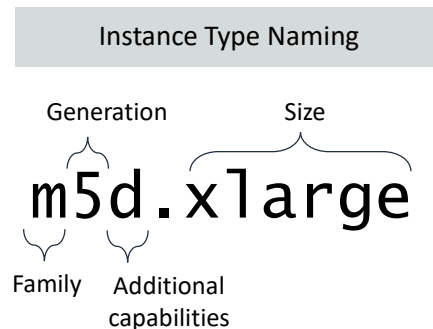 Instance Type Naming
Generation Size
m5d.xlarge
Family Additional
capabilities